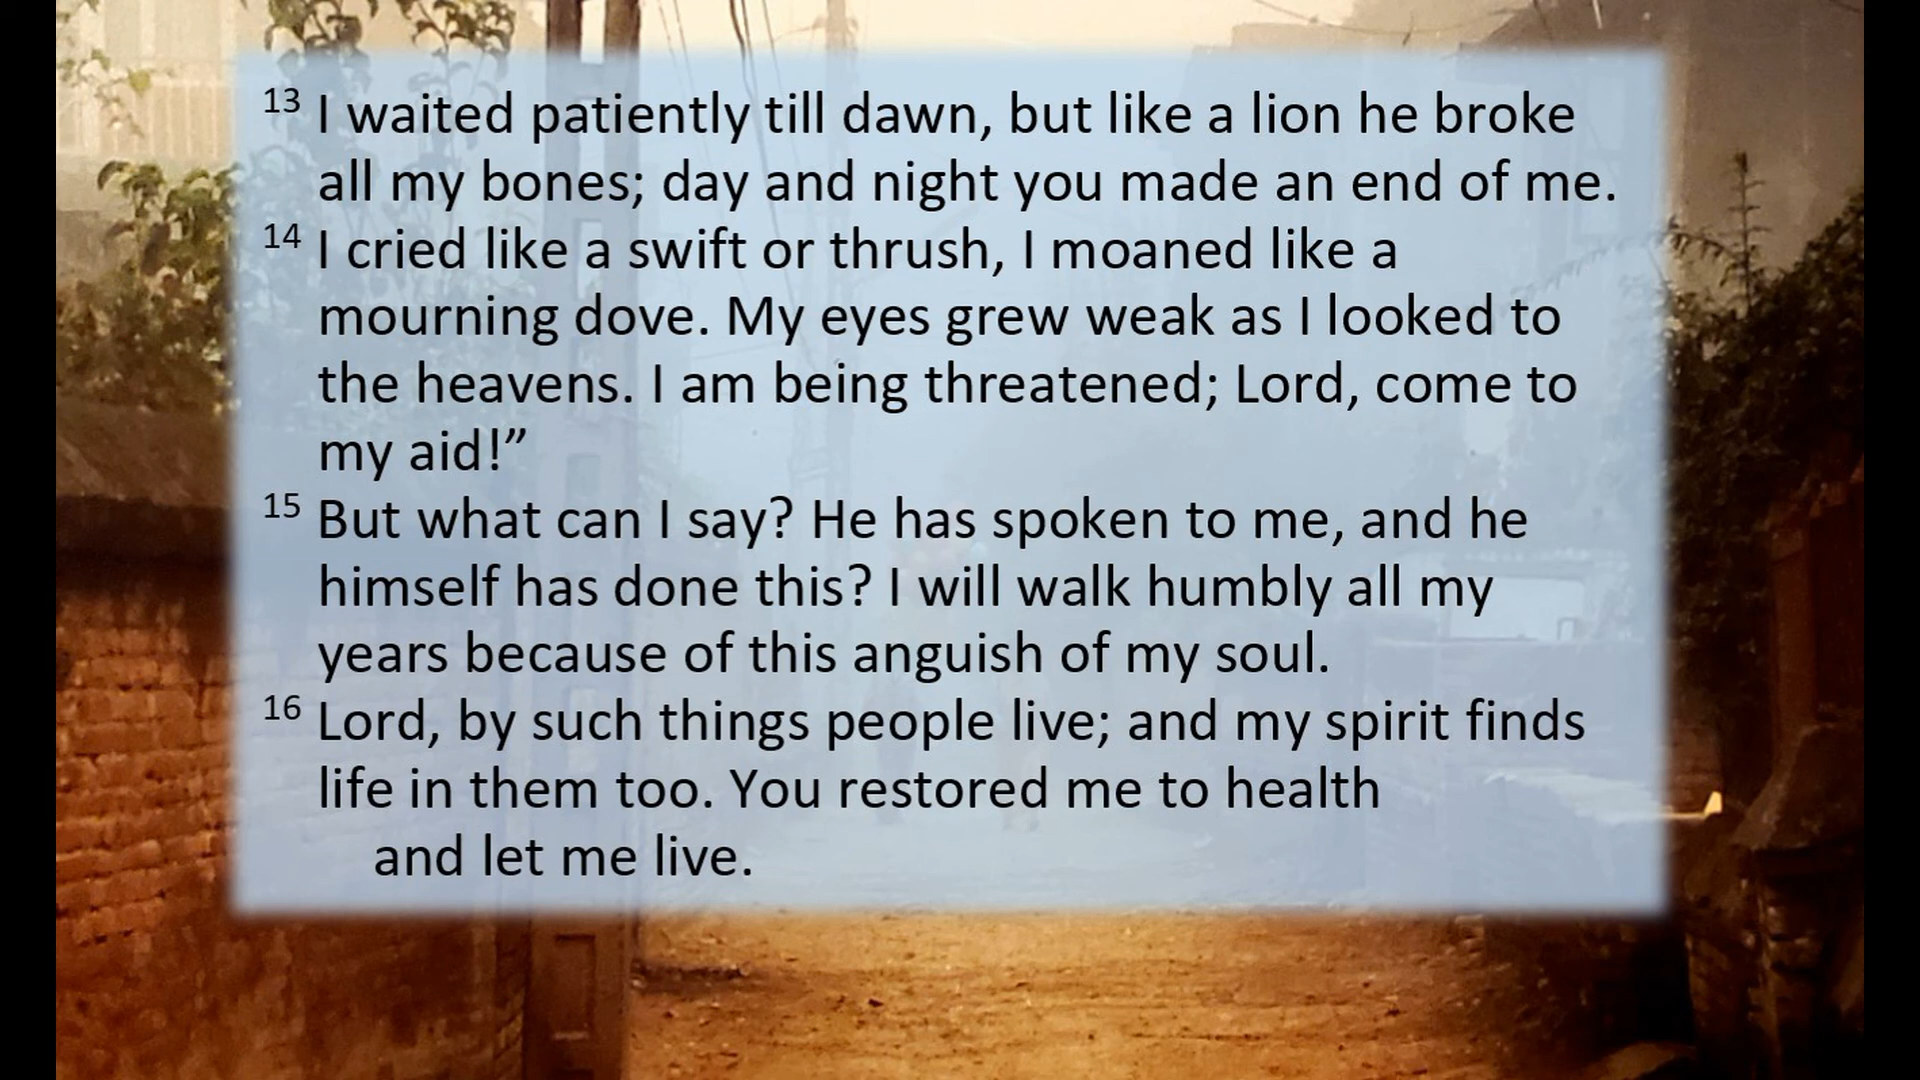 13 I waited patiently till dawn, but like a lion he broke
all my bones; day and night you made an end of me.
14 I cried like a swift or thrush, I moaned like a
mourning dove. My eyes grew weak as I looked to
the heavens. I am being threatened; Lord, come to
my aid!”
15 But what can I say? He has spoken to me, and he
himself has done this? I will walk humbly all my
years because of this anguish of my soul.
16 Lord, by such things people live; and my spirit finds
life in them too. You restored me to health
and let me live.